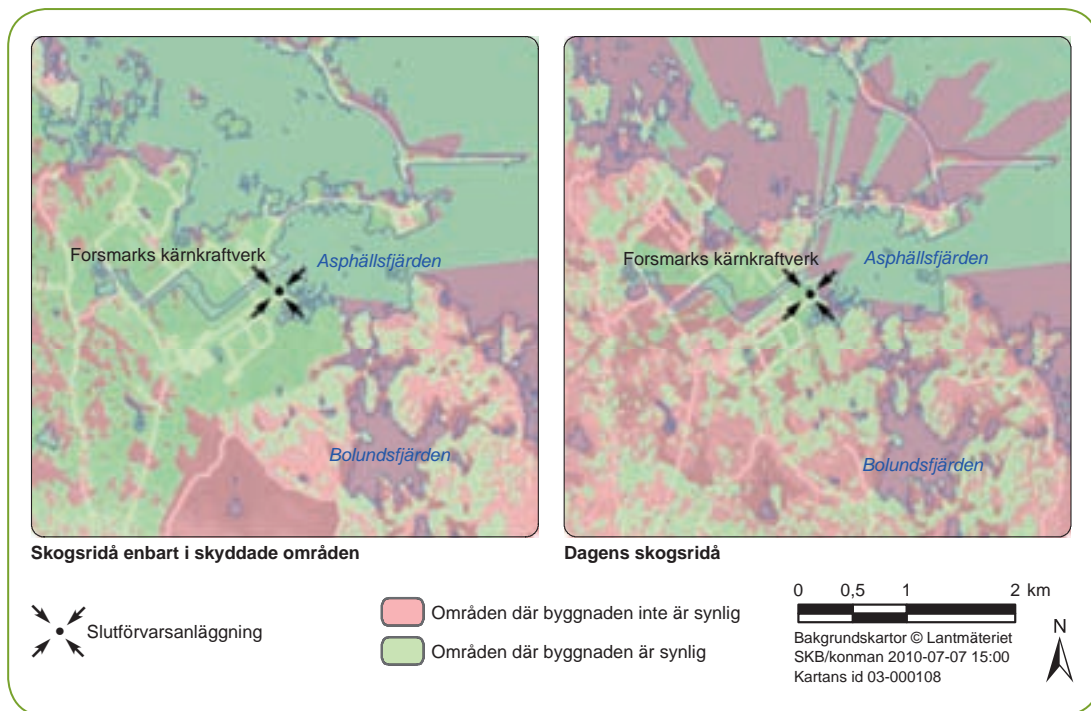 Forsmarks kärnkraftverk
Asphällsfjärden
Bolundsfjärden
Skogsridå enbart i skyddade områden
Forsmarks kärnkraftverk
Asphällsfjärden
Bolundsfjärden
Dagens skogsridå
Slutförvarsanläggning
Områden där byggnaden inte är synlig
Områden där byggnaden är synlig
0 0,5 1 2 km
Bakgrundskartor © Lantmäteriet
SKB/konman 2010-07-07 15:00
Kartans id 03-000108
N